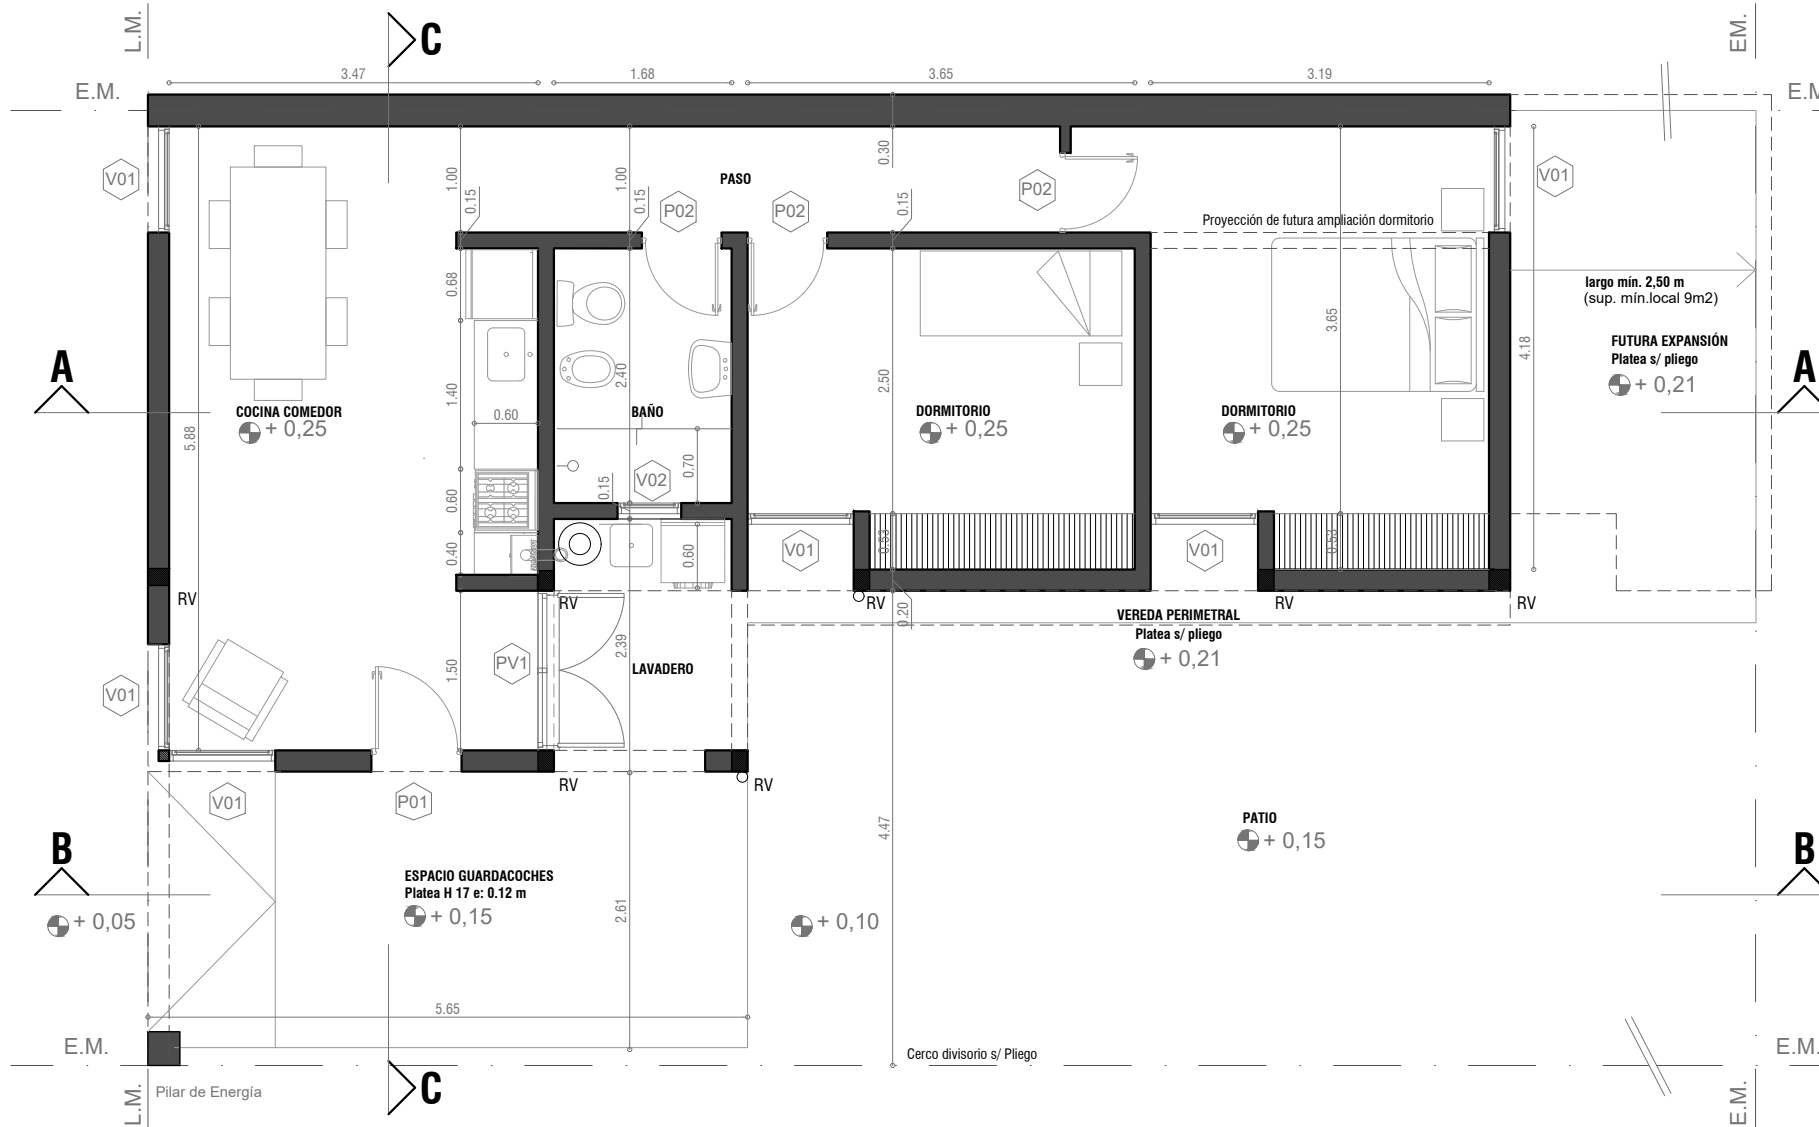 L.M.
C
EM.
3.47
1.68
3.65
3.19
E.M.
E.M
V01
1.00
0.15
1.00
0.15
P02
PASO
P02
0.30
0.15
P02
V01
Proyección de futura ampliación dormitorio
0.68
largo mín. 2,50 m
(sup. mín.local 9m2)
3.65
4.18
FUTURA EXPANSIÓN
Platea s/ pliego
+ 0,21
A
A
2.40
1.40
2.50
0.60
COCINA COMEDOR
+ 0,25
BAÑO
DORMITORIO
+ 0,25
DORMITORIO
+ 0,25
5.88
0.70
V02
0.15
0.60
0.40
0.60
V01
0.53
V01
0.53
RV
RV
RV
0.20
RV
RV
VEREDA PERIMETRAL
Platea s/ pliego
+ 0,21
PV1
1.50
2.39
LAVADERO
V01
RV
RV
V01
P01
PATIO
+ 0,15
4.47
B
B
ESPACIO GUARDACOCHES
Platea H 17 e: 0.12 m
+ 0,15
2.61
+ 0,05
+ 0,10
5.65
E.M.
Cerco divisorio s/ Pliego
E.M.
L.M.
Pilar de Energía
C
E.M.